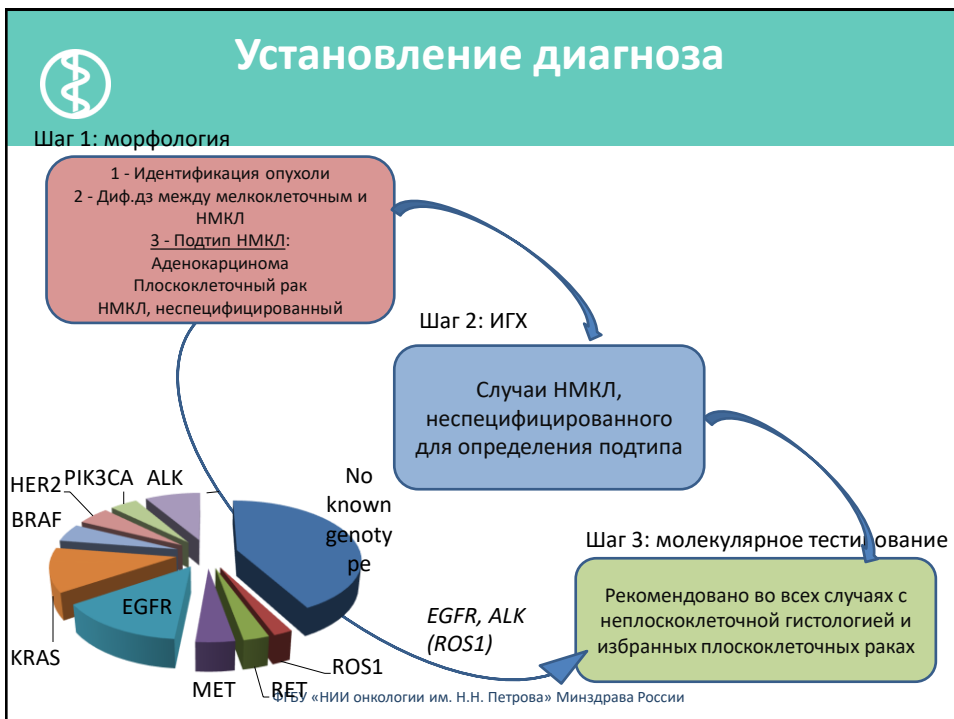 Установление диагноза
Шаг 1: морфология
1 - Идентификация опухоли
2 - Диф.дз между мелкоклеточным и
НМКЛ
3 - Подтип НМКЛ:
Аденокарцинома
Плоскоклеточный рак
НМКЛ, неспецифицированный
Шаг 2: ИГХ
Случаи НМКЛ,
неспецифицированного
для определения подтипа
Шаг 3: молекулярное тестирование
Рекомендовано во всех случаях с
неплоскоклеточной гистологией и
избранных плоскоклеточных раках
EGFR, ALK
(ROS1)
HER2
PIK3CA
ALK
BRAF
No
known
genoty
pe
EGFR
KRAS
MET
RET
ROS1
ФГБУ «НИИ онкологии им. Н.Н. Петрова» Минздрава России